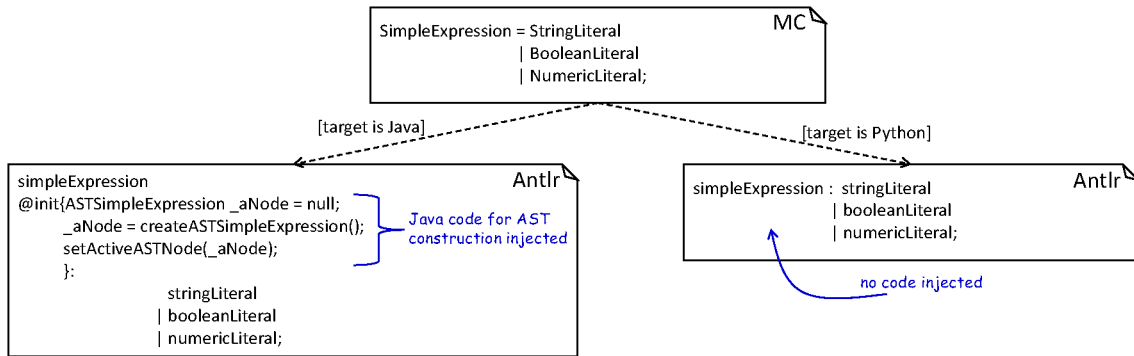 MC
SimpleExpression = StringLiteral
| BooleanLiteral
| NumericLiteral;
[target is Java]
[target is Python]
Antlr
simpleExpression
@init{ASTSimpleExpression _aNode = null;
_aNode = createASTSimpleExpression();
setActiveASTNode(_aNode);
}:
stringLiteral
| booleanLiteral
| numericLiteral;
Java code for AST
construction injected
Antlr
simpleExpression : stringLiteral
| booleanLiteral
| numericLiteral;
no code injected